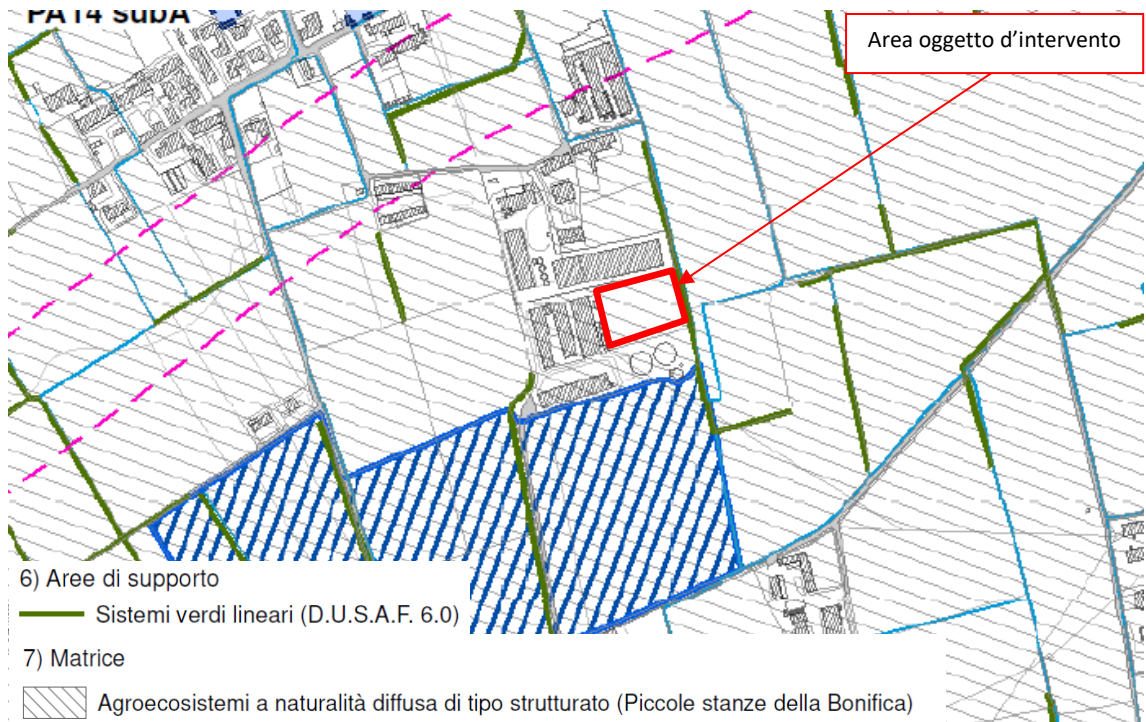 PA14 subA
Area oggetto d'intervento
6) Aree di supporto
Sistemi verdi lineari (D.U.S.A.F. 6.0)
7) Matrice
Agroecosistemi a naturalità diffusa di tipo strutturato (Piccole stanze della Bonifica)